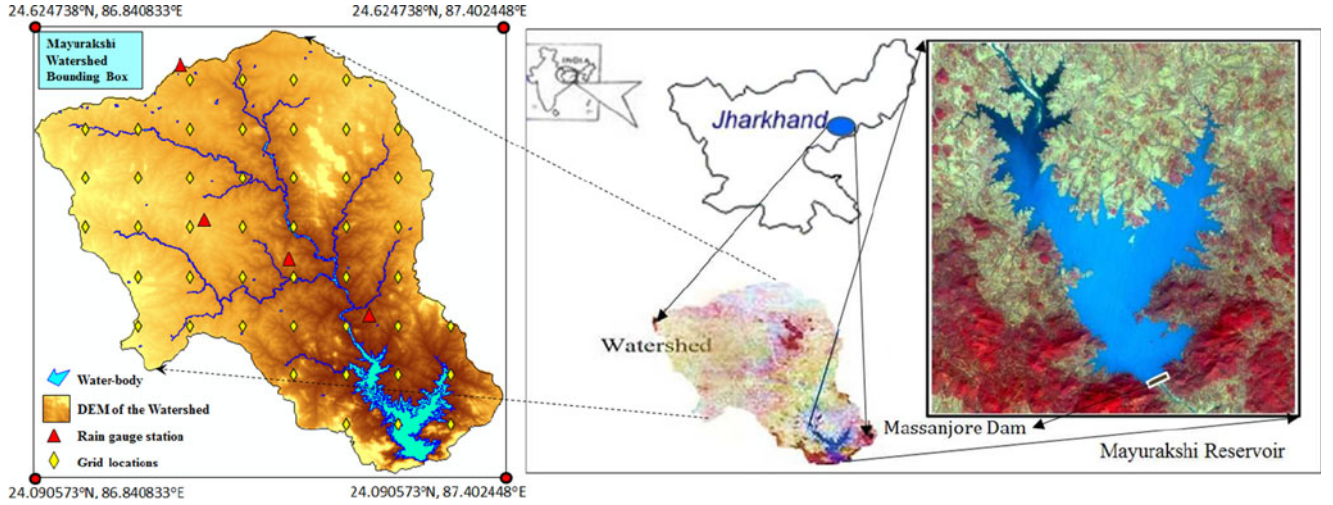 24.624738°N, 86.840833°E
24.624738°N, 87.402448°E
Mayurakshi
Watershed
Bounding Box
Water-body
DEM of the Watershed
Rain gauge station
Grid locations
24.090573°N, 86.840833°E
24.090573°N, 87.402448°E
INDIA
Jharkhand
Watershed
Massanjore Dam
Mayurakshi Reservoir